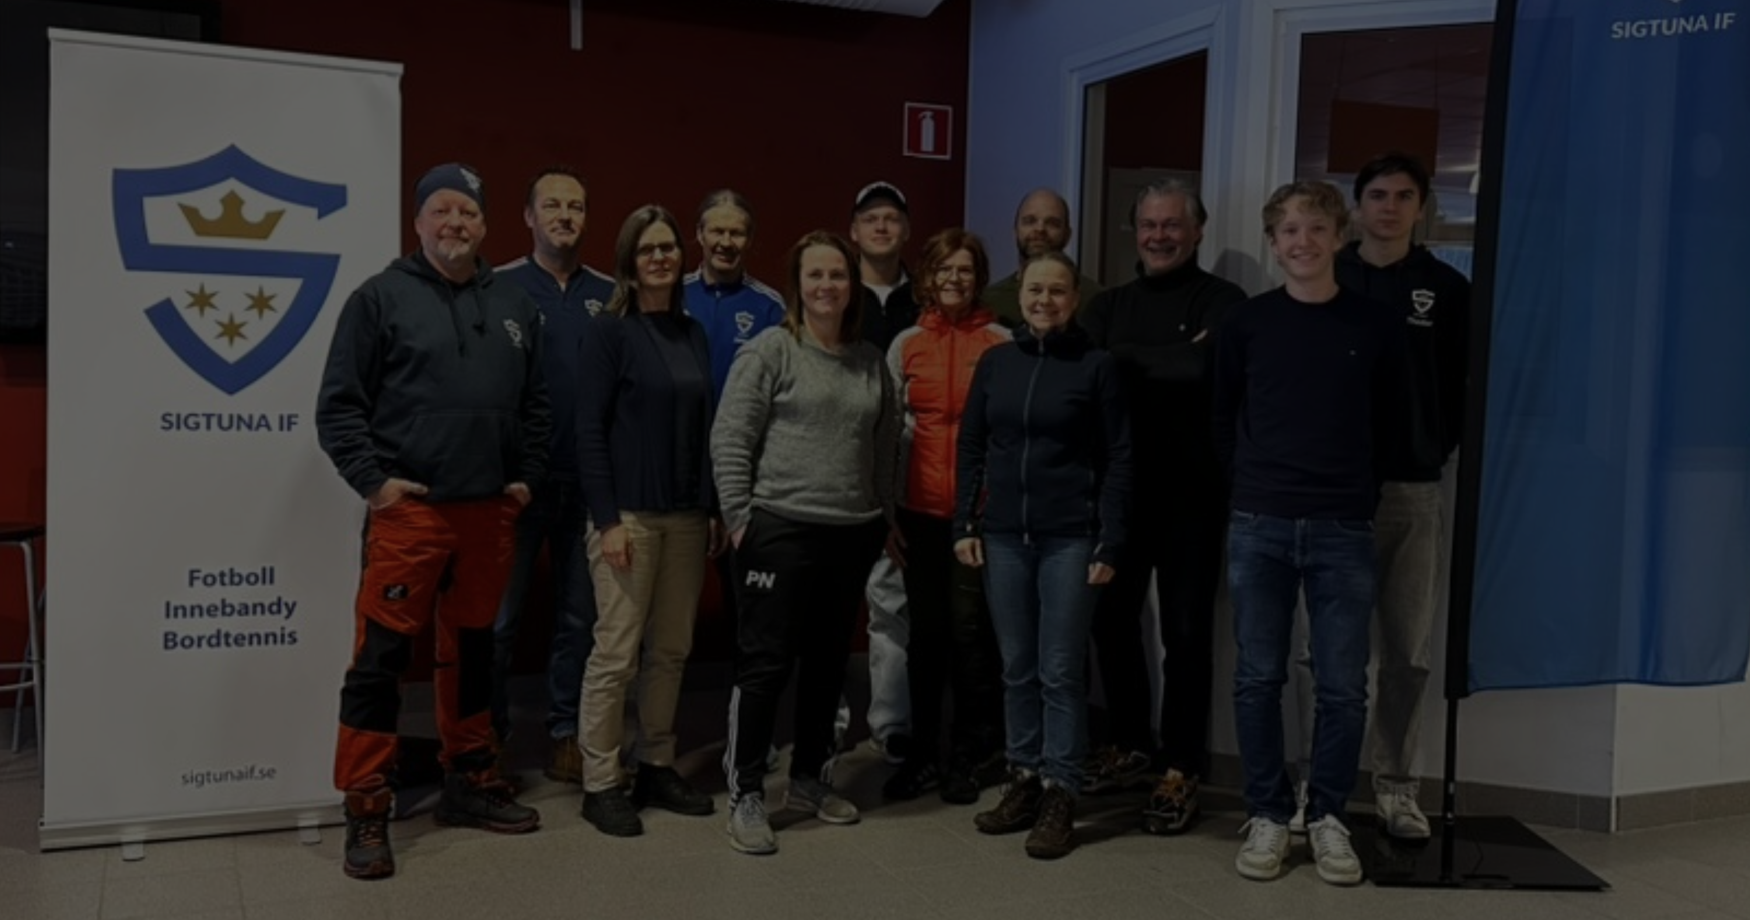 SIGTUNA IF
Fotboll
Innebandy
Bordtennis
sigtunaif.se
PN
SIGTUNA IF